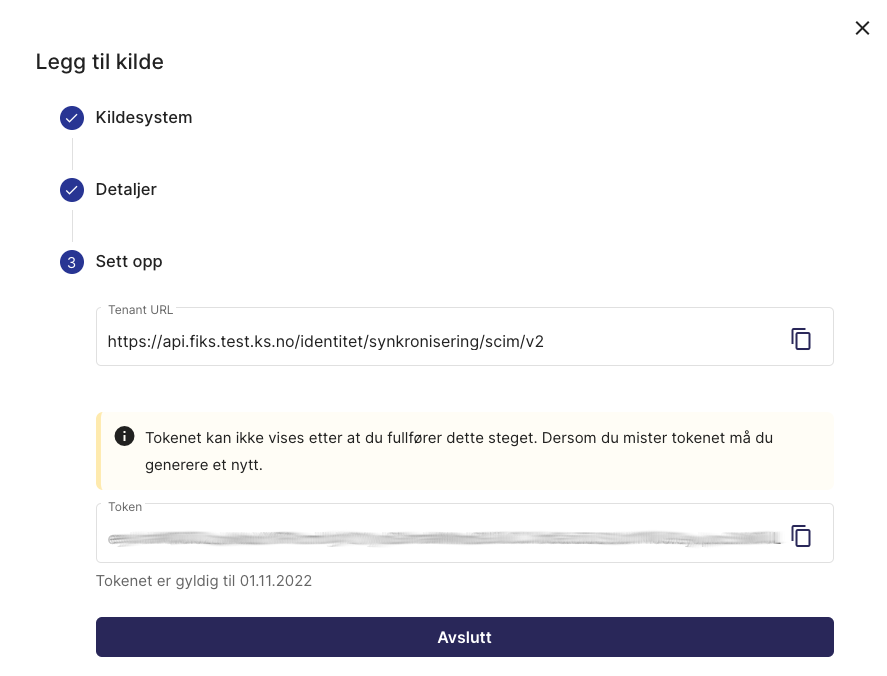 Legg til kilde
Kildesystem
Detaljer
3 Sett opp
Tenant URL
https://api.fiks.test.ks.no/identitet/synkronisering/scim/v2
Tokenet kan ikke vises etter at du fullfører dette steget. Dersom du mister tokenet må du
generere et nytt.
Token
Tokenet er gyldig til 01.11.2022
Avslutt